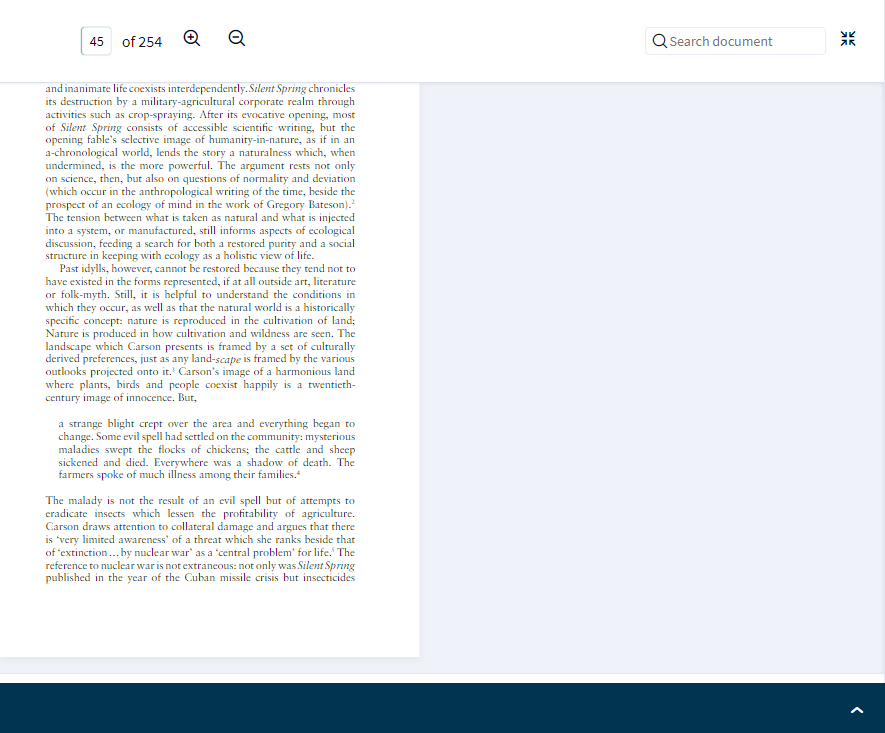 45 of 254
Search document
and inanimate life coexists interdependently. Silent Spring chronicles
its destruction by a military-agricultural corporate realm through
activities such as crop-spraying. After its evocative opening, most
of Silent Spring consists of accessible scientific writing, but the
opening fable's selective image of humanity-in-nature, as if in an
a-chronological world, lends the story a naturalness which, when
undermined, is the more powerful. The argument rests not only
on science, then, but also on questions of normality and deviation
(which occur in the anthropological writing of the time, beside the
prospect of an ecology of mind in the work of Gregory Bateson).²
The tension between what is taken as natural and what is injected
into a system, or manufactured, still informs aspects of ecological
discussion, feeding a search for both a restored purity and a social
structure in keeping with ecology as a holistic view of life.
Past idylls, however, cannot be restored because they tend not to
have existed in the forms represented, if at all outside art, literature
or folk-myth. Still, it is helpful to understand the conditions in
which they occur, as well as that the natural world is a historically
specific concept: nature is reproduced in the cultivation of land;
Nature is produced in how cultivation and wildness are seen. The
landscape which Carson presents is framed by a set of culturally
derived preferences, just as any land-scape is framed by the various
outlooks projected onto it.³ Carson's image of a harmonious land
where plants, birds and people coexist happily is a twentieth-
century image of innocence. But,
a strange blight crept over the area and everything began to
change. Some evil spell had settled on the community: mysterious
maladies swept the flocks of chickens; the cattle and sheep
sickened and died. Everywhere was a shadow of death. The
farmers spoke of much illness among their families.⁴
The malady is not the result of an evil spell but of attempts to
eradicate insects which lessen the profitability of agriculture.
Carson draws attention to collateral damage and argues that there
is 'very limited awareness' of a threat which she ranks beside that
of 'extinction ... by nuclear war' as a 'central problem' for life.⁵ The
reference to nuclear war is not extraneous: not only was Silent Spring
published in the year of the Cuban missile crisis but insecticides